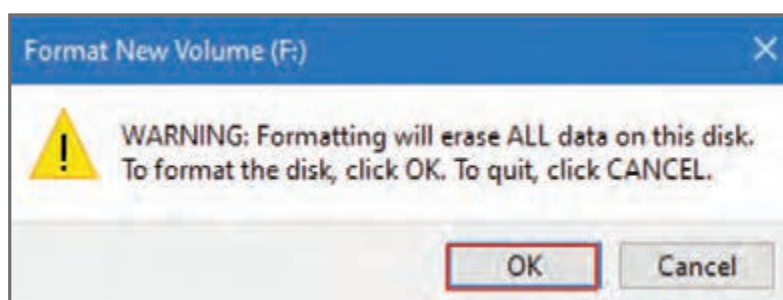 Format New Volume (F:)
WARNING: Formatting will erase ALL data on this disk.
To format the disk, click OK. To quit, click CANCEL.
OK Cancel